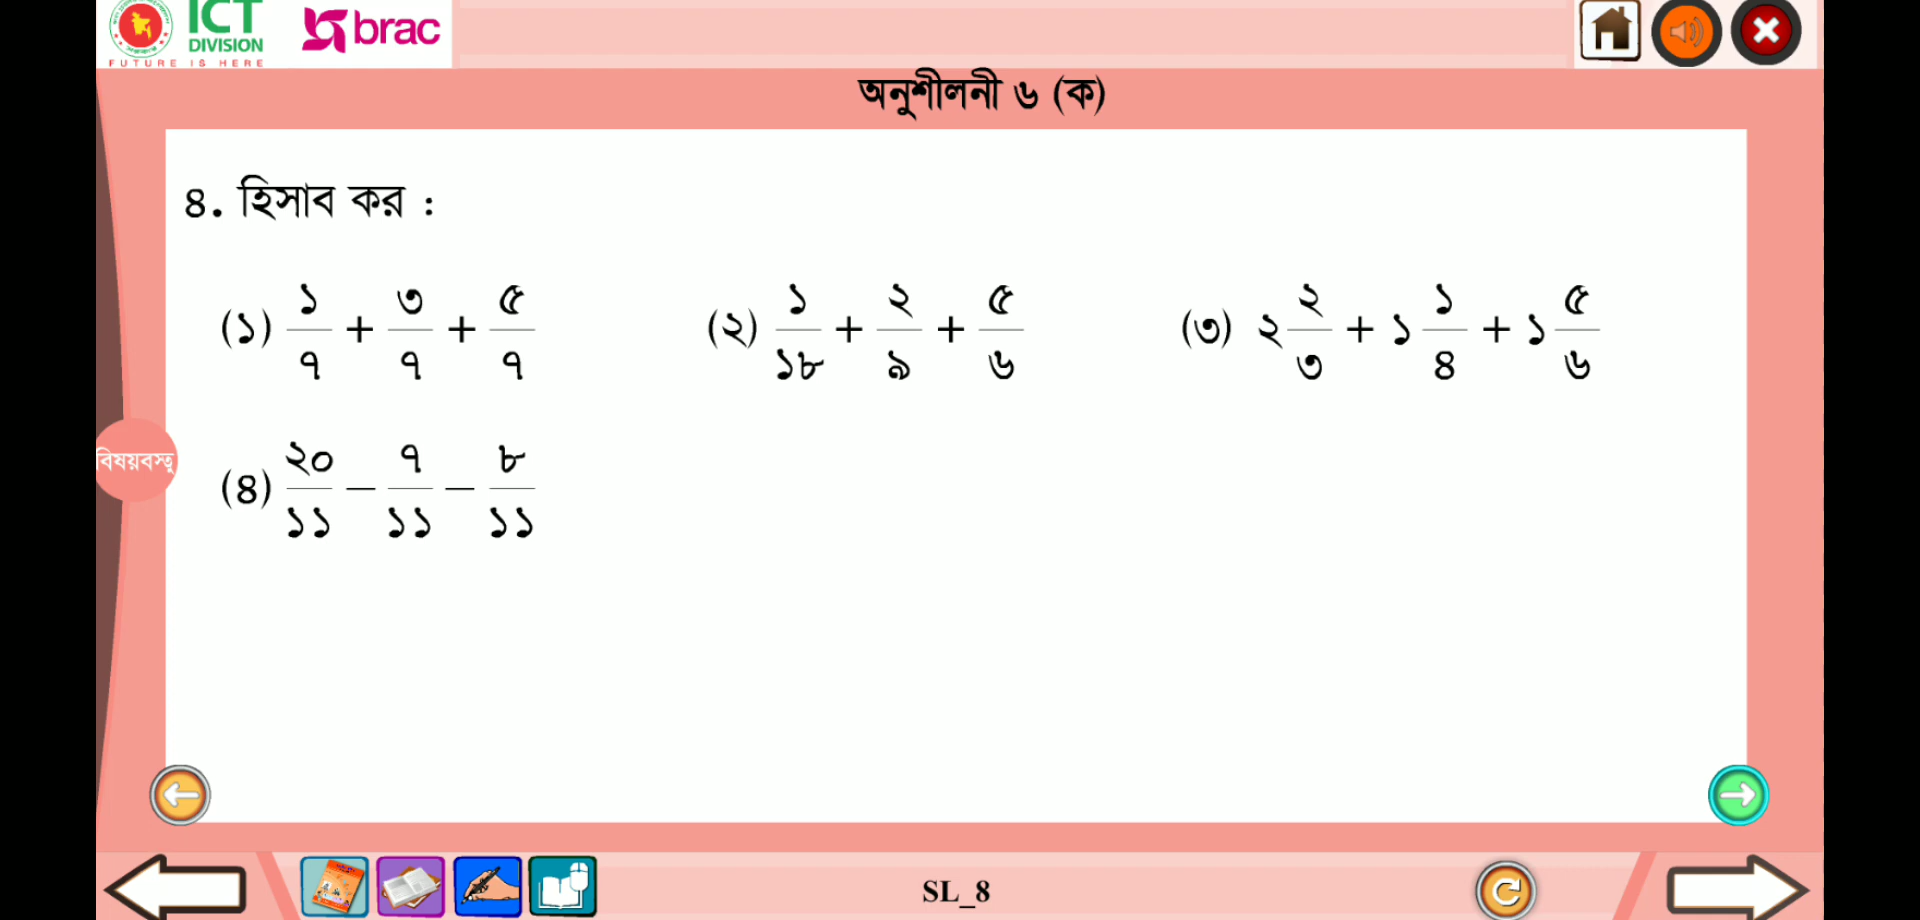 ICT
DIVISION
FUTURE IS HERE
brac
অনুশীলনী ৬ (ক)
৪. হিসাব কর :
(১) ১/৭ + ৩/৭ + ৫/৭ (২) ১/১৮ + ২/৯ + ৫/৬ (৩) ২ ২/৩ + ১ ১/৪ + ১ ৫/৬
(৪) ২০/১১ − ৭/১১ − ৮/১১
বিষয়বস্তু
SL_8